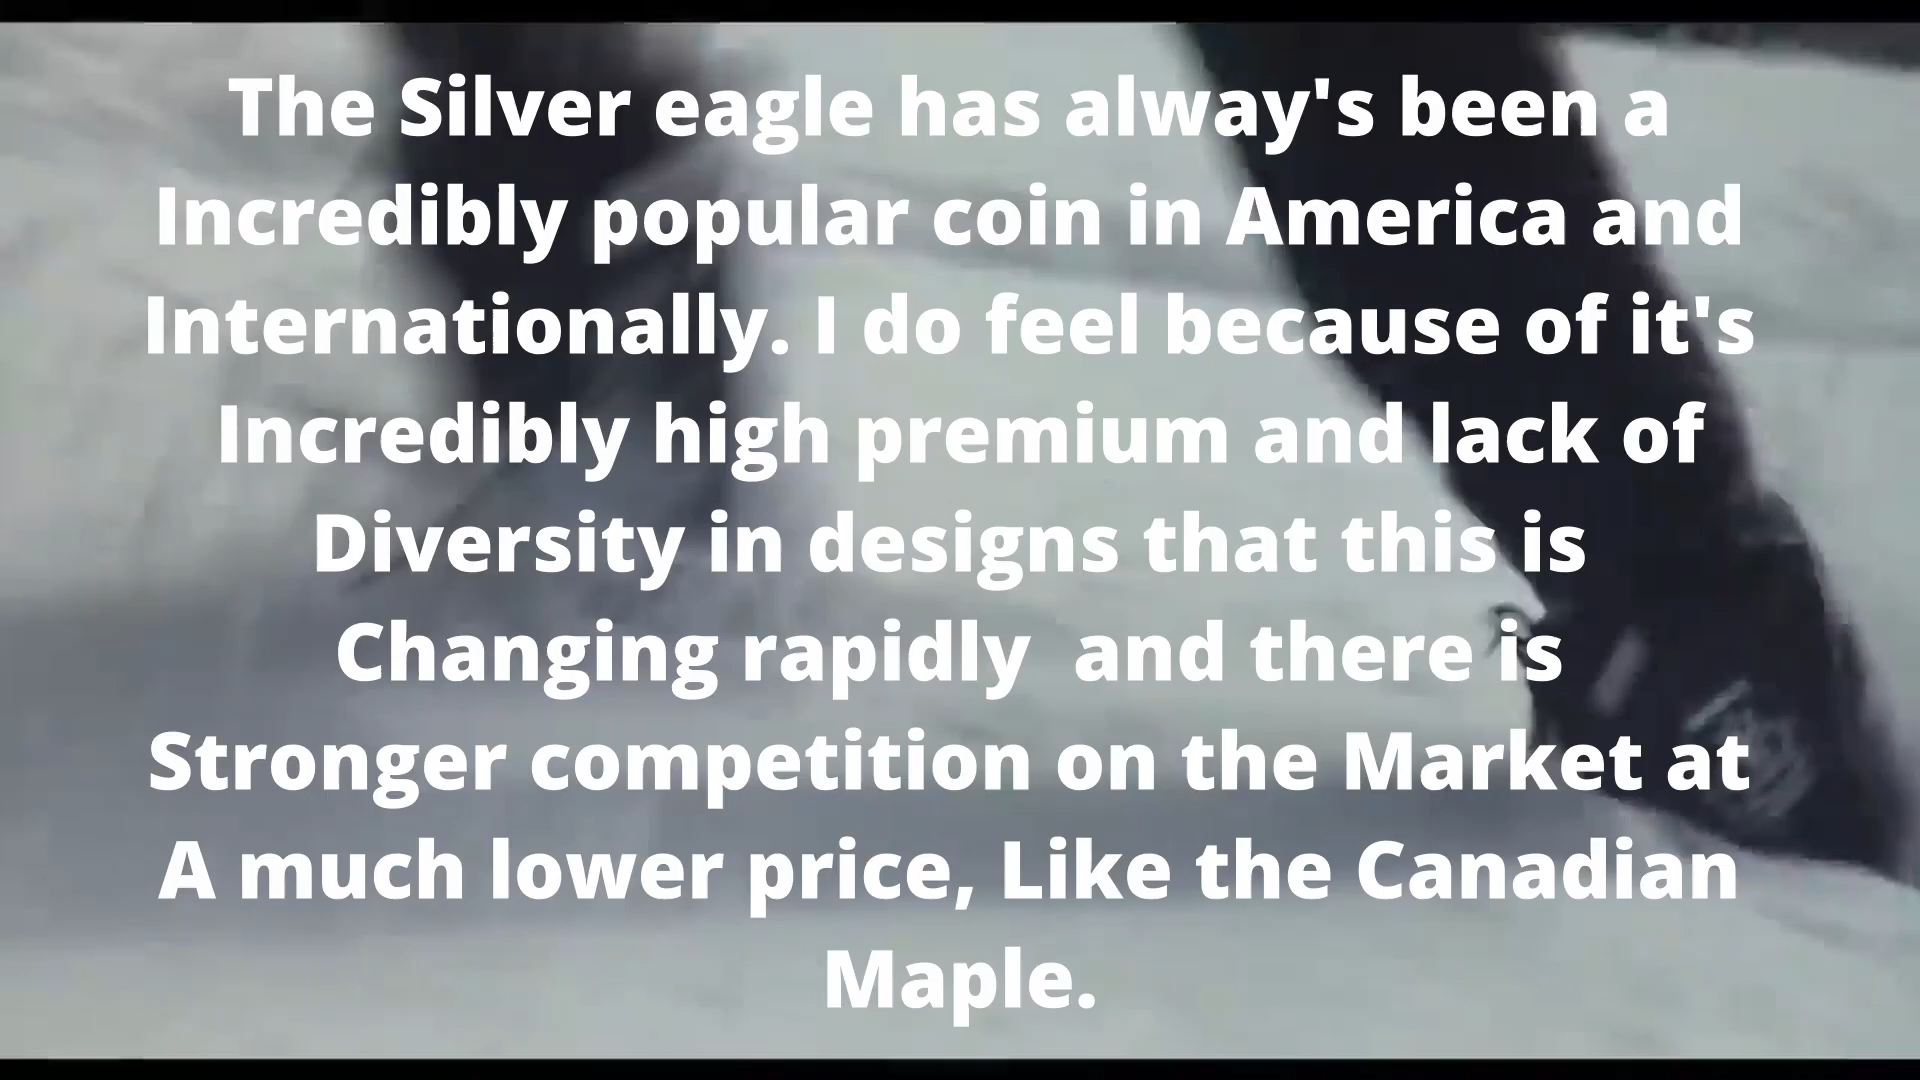 The Silver eagle has alway's been a
Incredibly popular coin in America and
Internationally. I do feel because of it's
Incredibly high premium and lack of
Diversity in designs that this is
Changing rapidly  and there is
Stronger competition on the Market at
A much lower price, Like the Canadian
Maple.